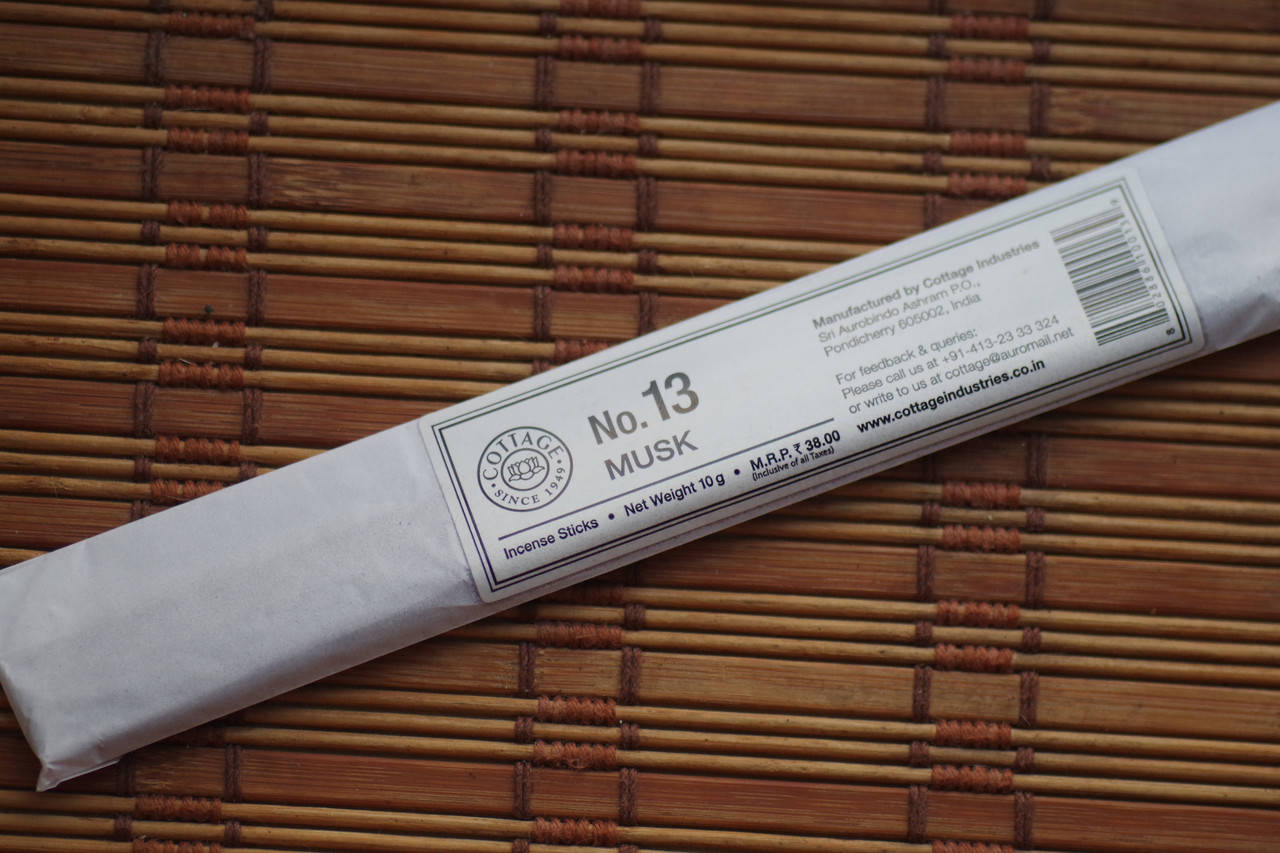 COTTAGE
SINCE 1949
No. 13
MUSK
Incense Sticks • Net Weight 10 g • M.R.P. ₹ 38.00
(Inclusive of all Taxes)
Manufactured by Cottage Industries
Sri Aurobindo Ashram P.O.,
Pondicherry 605002, India
For feedback & queries:
Please call us at +91-413-23 33 324
or write to us at cottage@auromail.net
www.cottageindustries.co.in